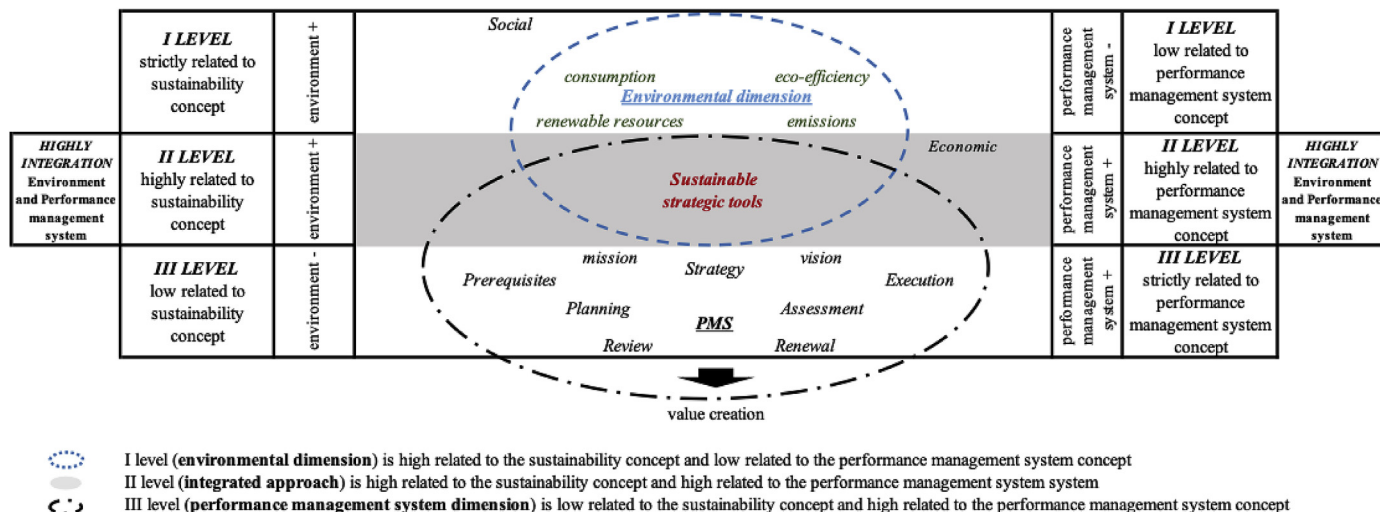 I LEVEL
strictly related to
sustainability
concept
environment +
Social
consumption
eco-efficiency
Environmental dimension
renewable resources
emissions
performance
management
system -
I LEVEL
low related to
performance
management system
concept
HIGHLY
INTEGRATION
Environment
and Performance
management
system
II LEVEL
highly related to
sustainability
concept
environment +
Economic
Sustainable
strategic tools
performance
management
system +
II LEVEL
highly related to
performance
management system
concept
HIGHLY
INTEGRATION
Environment
and Performance
management
system
III LEVEL
low related to
sustainability
concept
environment -
mission
Strategy
vision
Prerequisites
Execution
Planning
Assessment
PMS
Review
Renewal
performance
management
system +
III LEVEL
strictly related to
performance
management system
concept
value creation
I level (environmental dimension) is high related to the sustainability concept and low related to the performance management system concept
II level (integrated approach) is high related to the sustainability concept and high related to the performance management system system
III level (performance management system dimension) is low related to the sustainability concept and high related to the performance management system concept